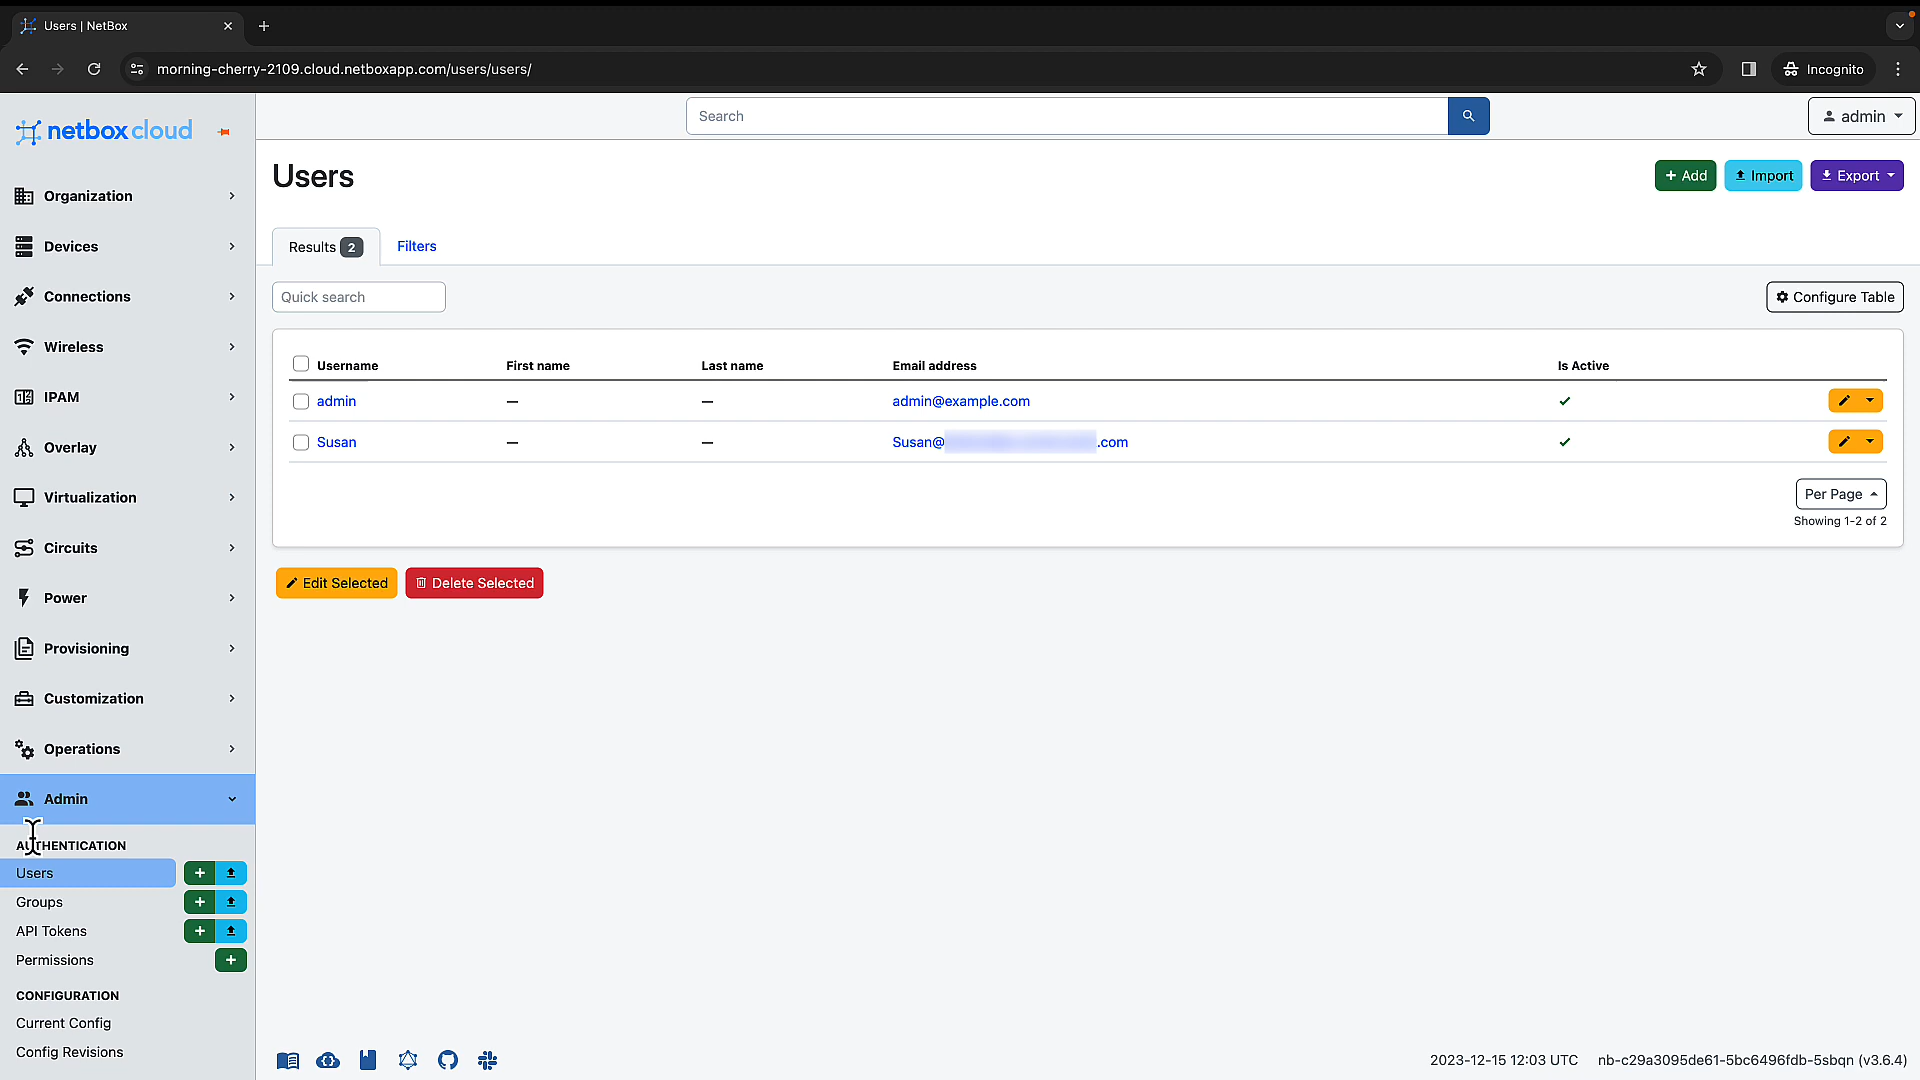 Users | NetBox
morning-cherry-2109.cloud.netboxapp.com/users/users/
Incognito
netbox cloud
Search
admin
Organization
Devices
Connections
Wireless
IPAM
Overlay
Virtualization
Circuits
Power
Provisioning
Customization
Operations
Admin
AUTHENTICATION
Users
Groups
API Tokens
Permissions
CONFIGURATION
Current Config
Config Revisions
Users
+ Add Import Export
Results 2 Filters
Quick search
Configure Table
Username First name Last name Email address Is Active
admin — — admin@example.com
Susan — — Susan@ .com
Per Page
Showing 1-2 of 2
Edit Selected Delete Selected
2023-12-15 12:03 UTC nb-c29a3095de61-5bc6496fdb-5sbqn (v3.6.4)